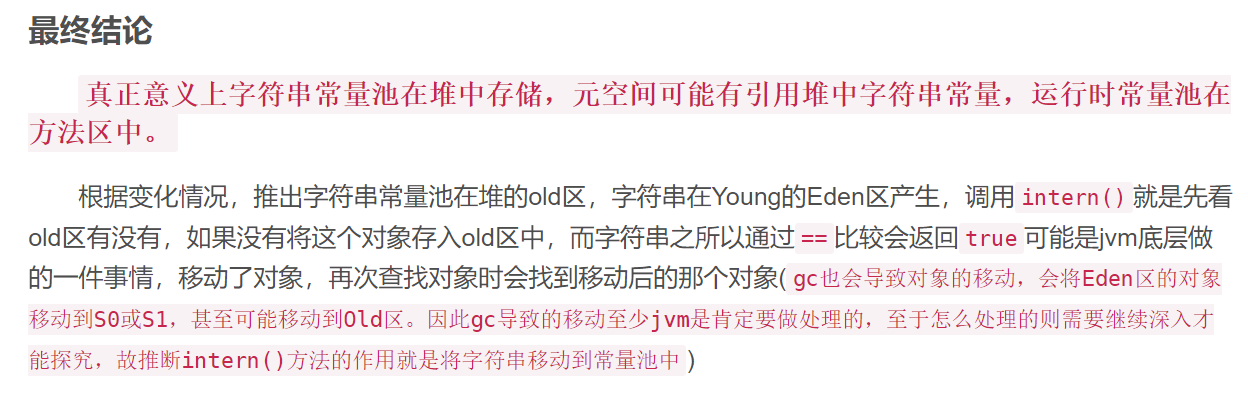 最终结论
真正意义上字符串常量池在堆中存储，元空间可能有引用堆中字符串常量，运行时常量池在
方法区中。
根据变化情况，推出字符串常量池在堆的old区，字符串在Young的Eden区产生，调用intern()就是先看
old区有没有，如果没有将这个对象存入old区中，而字符串之所以通过==比较会返回true可能是jvm底层做
的一件事情，移动了对象，再次查找对象时会找到移动后的那个对象(gc也会导致对象的移动，会将Eden区的对象
移动到S0或S1，甚至可能移动到Old区。因此gc导致的移动至少jvm是肯定要做处理的，至于怎么处理的则需要继续深入才
能探究，故推断intern()方法的作用就是将字符串移动到常量池中)